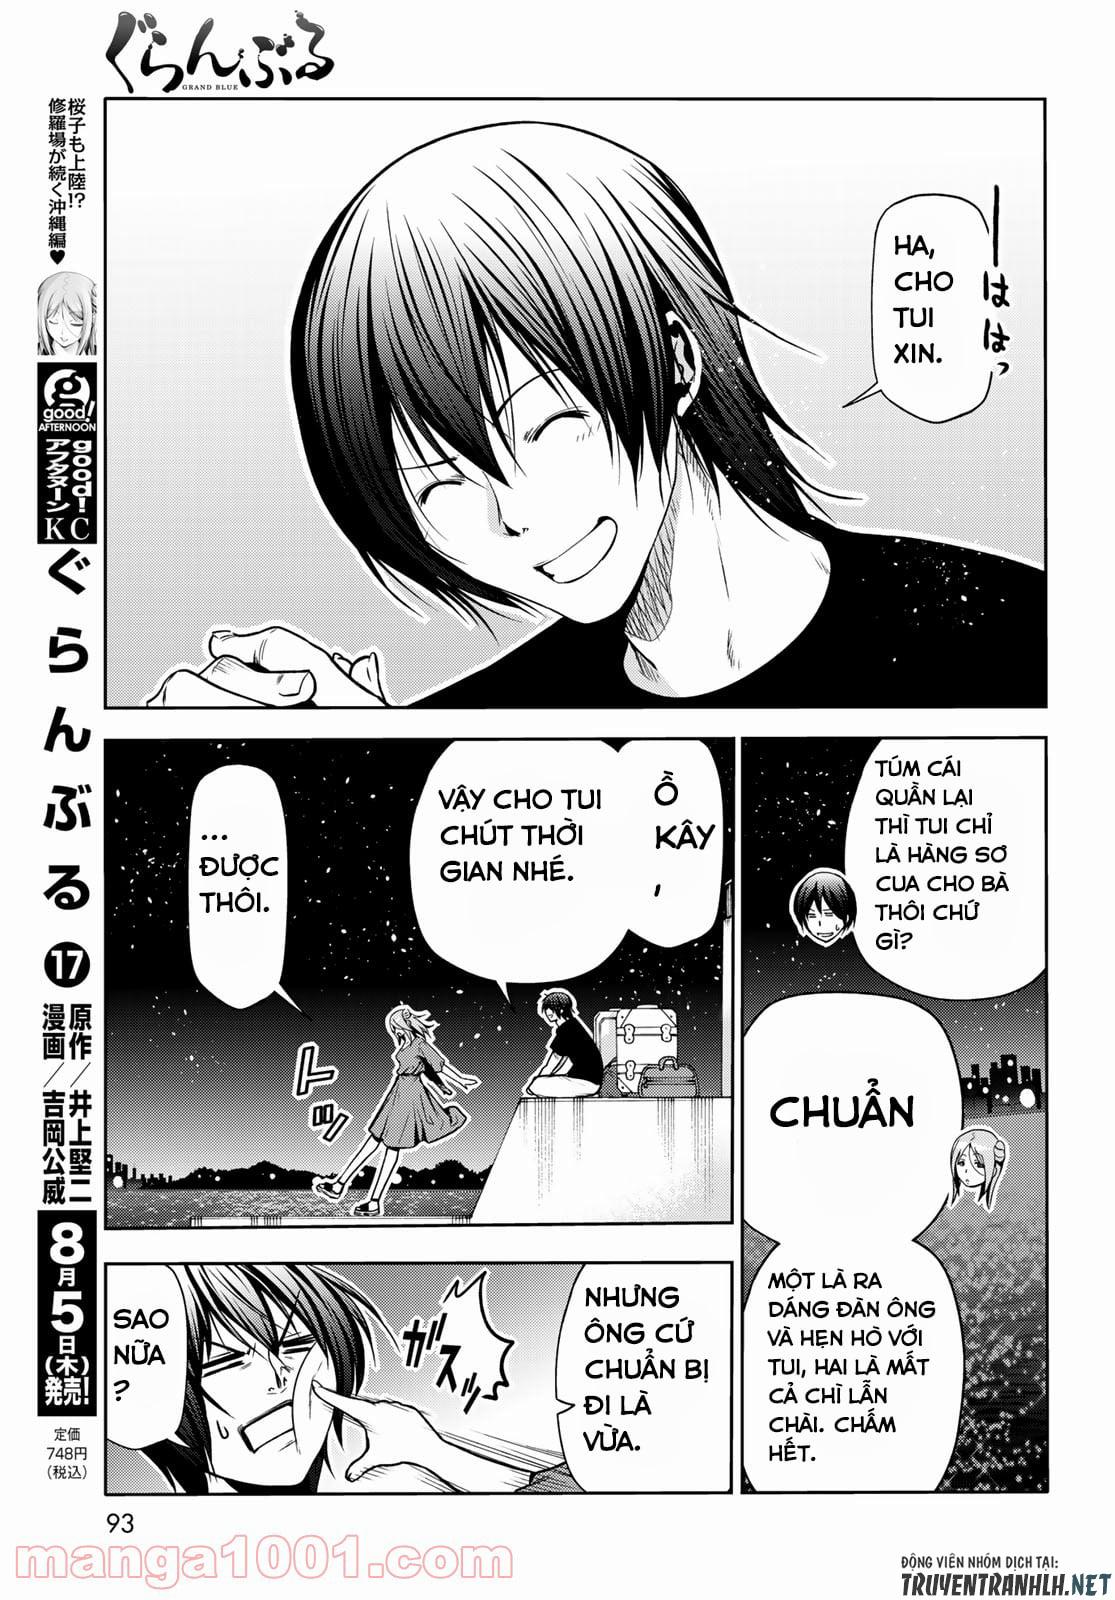 ぐらんぶる
GRAND BLUE
桜子も上陸!?
修羅場が続く沖縄編♥
good!
AFTERNOON
good!
アフタヌーン
KC
ぐらんぶる⑰
原作／井上堅二
漫画／吉岡公威
8月5日(木)発売!
定価
748円
(税込)
はは
はっ
HA,
CHO
TUI
XIN.
TÚM CÁI
QUẦN LẠI
THÌ TUI CHỈ
LÀ HÀNG SƠ
CUA CHO BÀ
THÔI CHỨ
GÌ?
CHUẨN
MỘT LÀ RA
DÁNG ĐÀN ÔNG
VÀ HẸN HÒ VỚI
TUI, HAI LÀ MẤT
CẢ CHÌ LẪN
CHÀI. CHẤM
HẾT.
Ồ
KÂY
,
VẬY CHO TUI
CHÚT THỜI
GIAN NHÉ.
...
ĐƯỢC
THÔI.
トッ
NHƯNG
ÔNG CỨ
CHUẨN BỊ
ĐI LÀ
VỪA.
ガスッ
SAO
NỮA
?
93
manga1001.com
ĐỘNG VIÊN NHÓM DỊCH TẠI:
TRUYENTRANHLH.NET